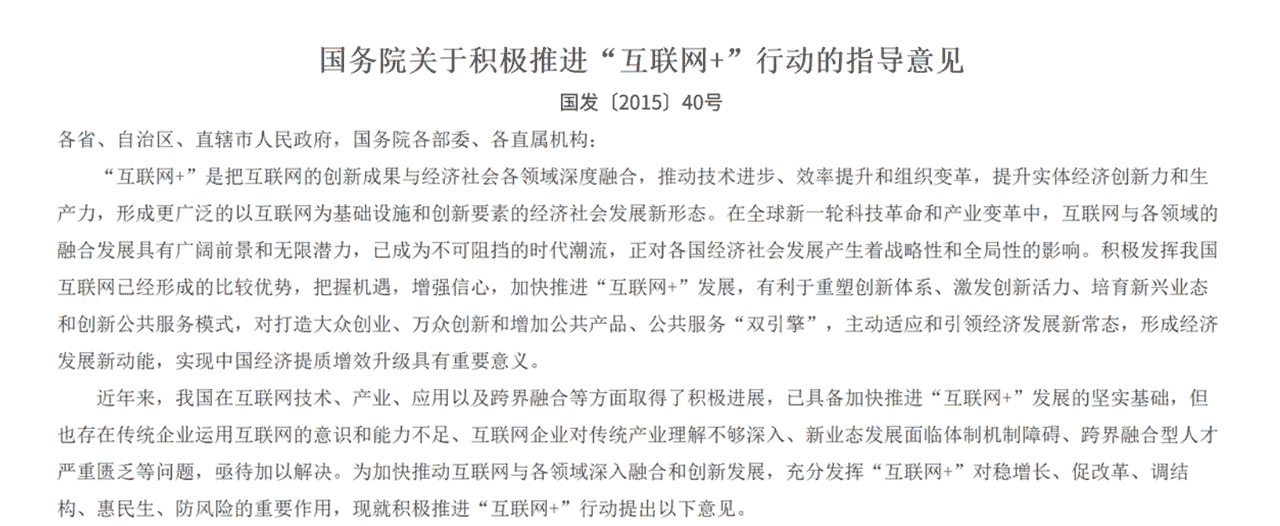 国务院关于积极推进“互联网+”行动的指导意见
国发〔2015〕40号
各省、自治区、直辖市人民政府，国务院各部委、各直属机构：
“互联网+”是把互联网的创新成果与经济社会各领域深度融合，推动技术进步、效率提升和组织变革，提升实体经济创新力和生
产力，形成更广泛的以互联网为基础设施和创新要素的经济社会发展新形态。在全球新一轮科技革命和产业变革中，互联网与各领域的
融合发展具有广阔前景和无限潜力，已成为不可阻挡的时代潮流，正对各国经济社会发展产生着战略性和全局性的影响。积极发挥我国
互联网已经形成的比较优势，把握机遇，增强信心，加快推进“互联网+”发展，有利于重塑创新体系、激发创新活力、培育新兴业态
和创新公共服务模式，对打造大众创业、万众创新和增加公共产品、公共服务“双引擎”，主动适应和引领经济发展新常态，形成经济
发展新动能，实现中国经济提质增效升级具有重要意义。
近年来，我国在互联网技术、产业、应用以及跨界融合等方面取得了积极进展，已具备加快推进“互联网+”发展的坚实基础，但
也存在传统企业运用互联网的意识和能力不足、互联网企业对传统产业理解不够深入、新业态发展面临体制机制障碍、跨界融合型人才
严重匮乏等问题，亟待加以解决。为加快推动互联网与各领域深入融合和创新发展，充分发挥“互联网+”对稳增长、促改革、调结
构、惠民生、防风险的重要作用，现就积极推进“互联网+”行动提出以下意见。